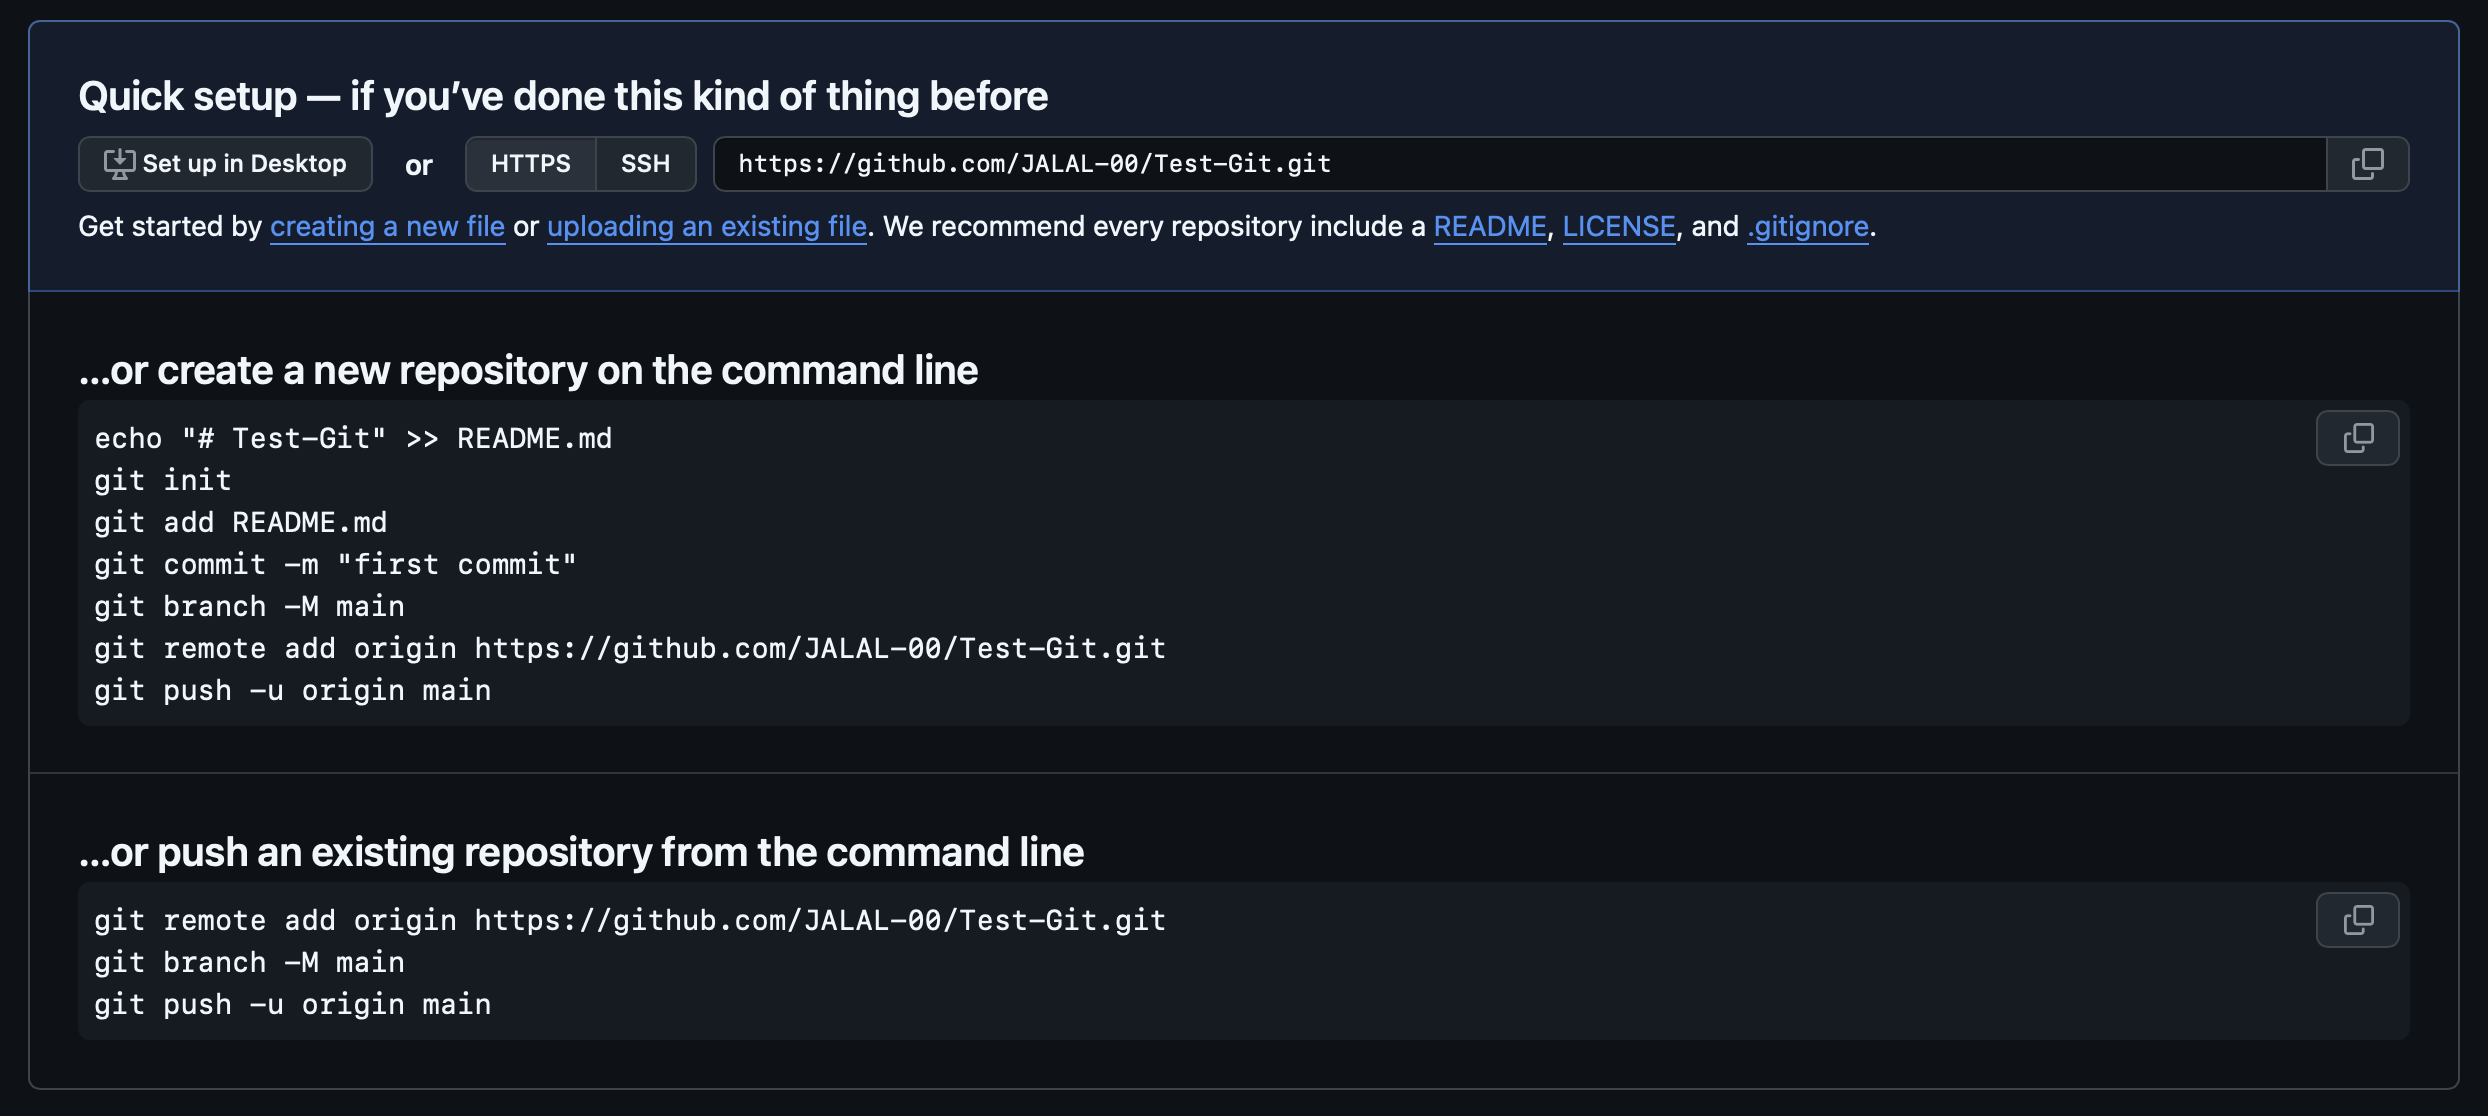 Quick setup — if you’ve done this kind of thing before
Set up in Desktop or HTTPS SSH https://github.com/JALAL-00/Test-Git.git
Get started by creating a new file or uploading an existing file. We recommend every repository include a README, LICENSE, and .gitignore.
...or create a new repository on the command line
echo "# Test-Git" >> README.md
git init
git add README.md
git commit -m "first commit"
git branch -M main
git remote add origin https://github.com/JALAL-00/Test-Git.git
git push -u origin main
...or push an existing repository from the command line
git remote add origin https://github.com/JALAL-00/Test-Git.git
git branch -M main
git push -u origin main